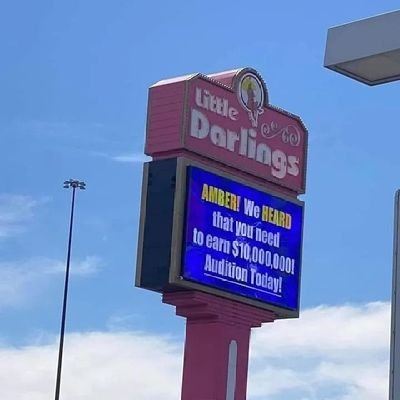 Little
Darlings
AMBER! We HEARD
that you need
to earn $10,000,000!
Audition Today!